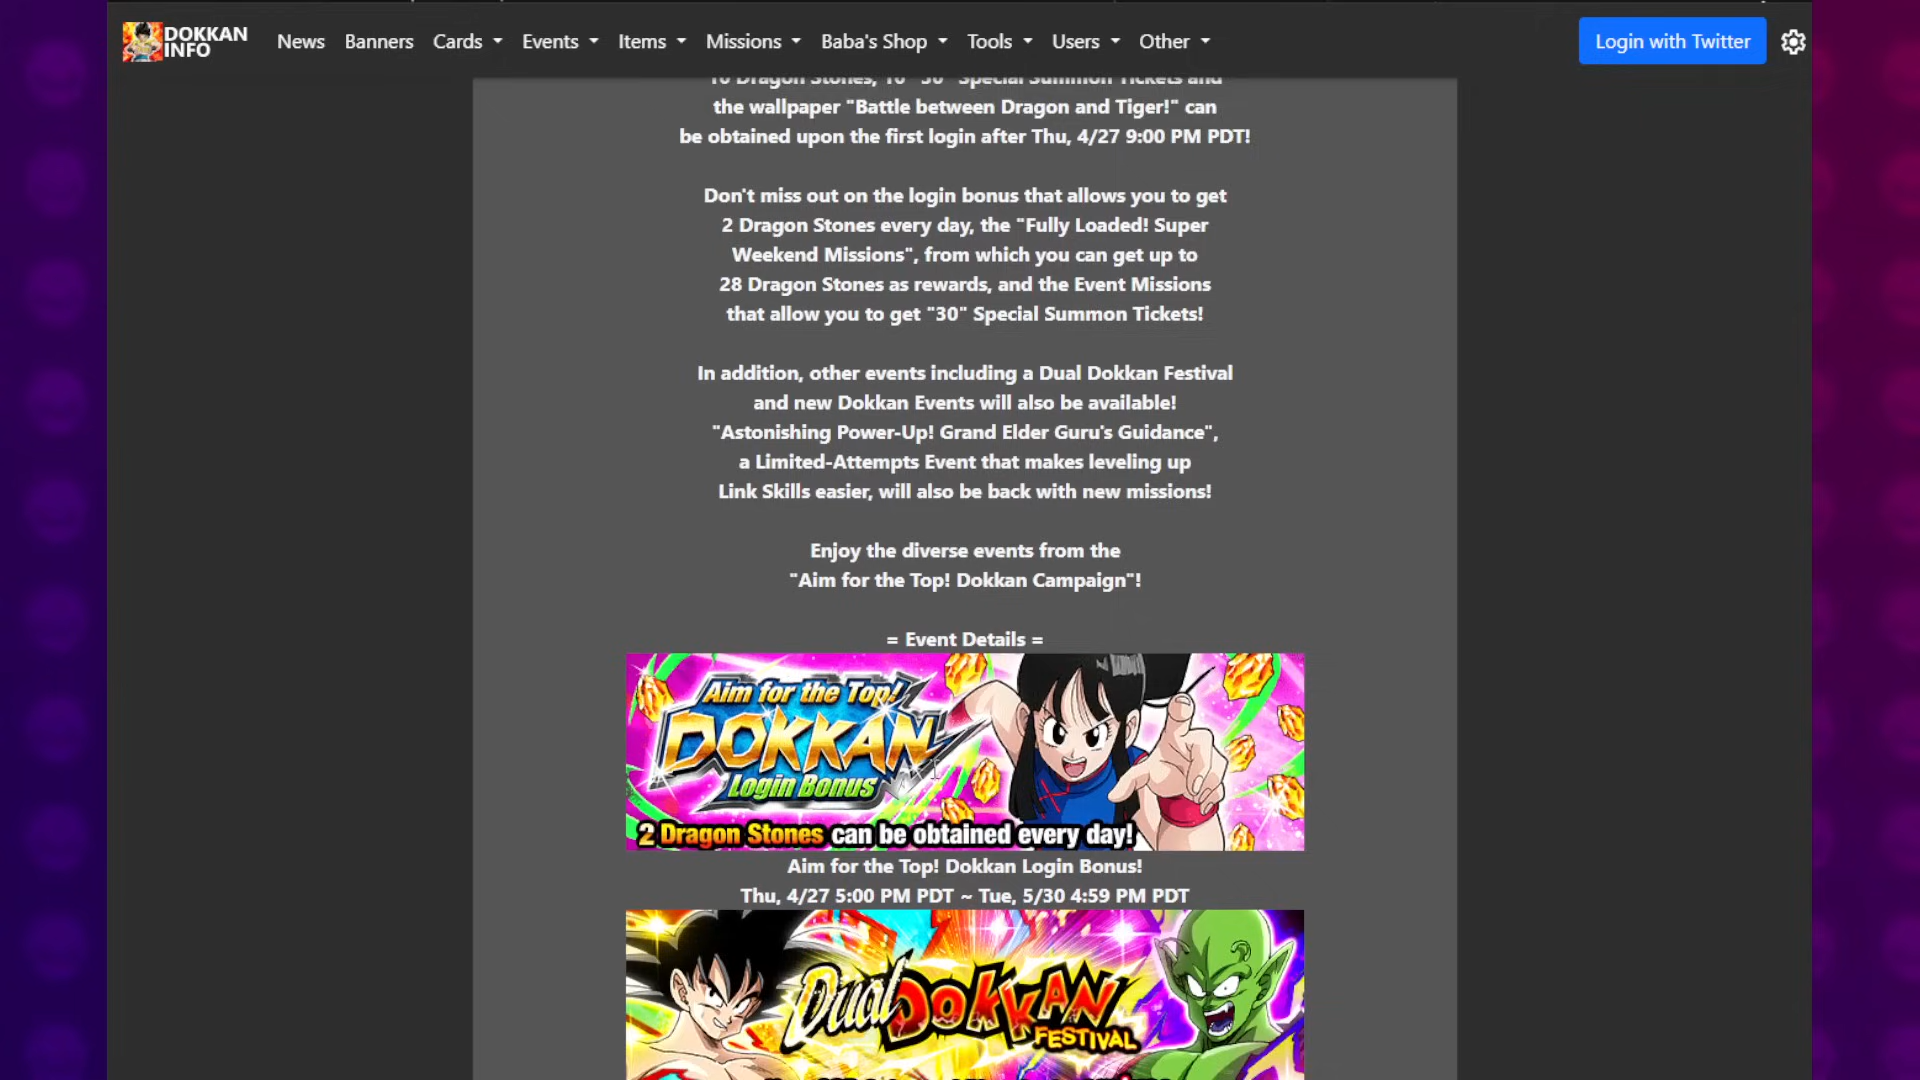 DOKKAN
INFO
News
Banners
Cards
Events
Items
Missions
Baba's Shop
Tools
Users
Other
Login with Twitter
10 Dragon Stones, 10 "30" Special Summon Tickets and
the wallpaper "Battle between Dragon and Tiger!" can
be obtained upon the first login after Thu, 4/27 9:00 PM PDT!
Don't miss out on the login bonus that allows you to get
2 Dragon Stones every day, the "Fully Loaded! Super
Weekend Missions", from which you can get up to
28 Dragon Stones as rewards, and the Event Missions
that allow you to get "30" Special Summon Tickets!
In addition, other events including a Dual Dokkan Festival
and new Dokkan Events will also be available!
"Astonishing Power-Up! Grand Elder Guru's Guidance",
a Limited-Attempts Event that makes leveling up
Link Skills easier, will also be back with new missions!
Enjoy the diverse events from the
"Aim for the Top! Dokkan Campaign"!
= Event Details =
Aim for the Top!
DOKKAN
Login Bonus
2 Dragon Stones can be obtained every day!
Aim for the Top! Dokkan Login Bonus!
Thu, 4/27 5:00 PM PDT ~ Tue, 5/30 4:59 PM PDT
Dual DOKKAN
FESTIVAL